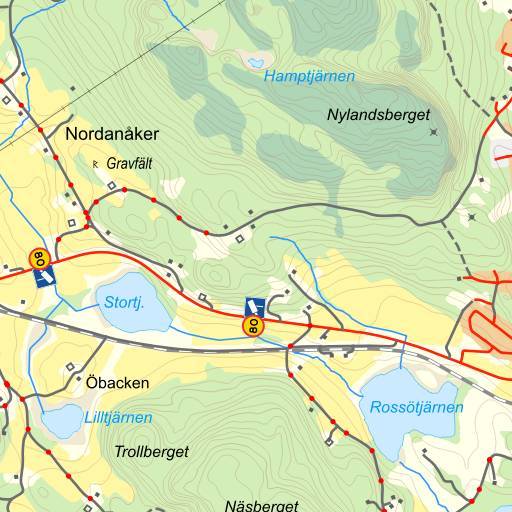 Hamptjärnen
Nylandsberget
Nordanåker
R Gravfält
80
Stortj.
80
Öbacken
Rossötjärnen
Lilltjärnen
Trollberget
Näsberget